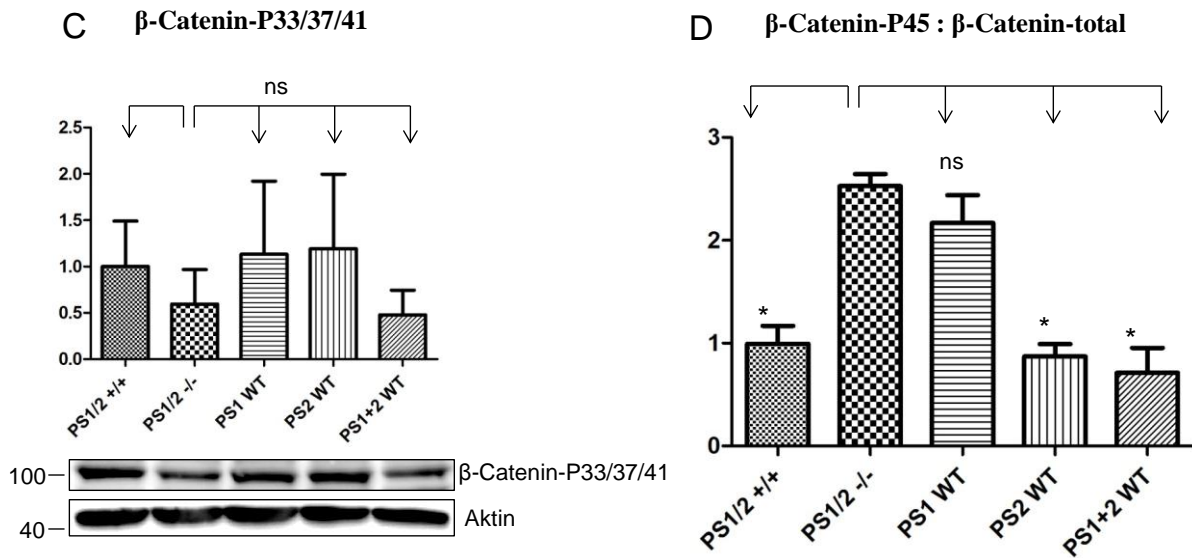 C
β-Catenin-P33/37/41
ns
2.5
2.0
1.5
1.0
0.5
0.0
PS1/2 +/+
PS1/2 -/-
PS1 WT
PS2 WT
PS1+2 WT
100
β-Catenin-P33/37/41
40
Aktin
D
β-Catenin-P45 : β-Catenin-total
3
2
1
0
*
ns
*
*
PS1/2 +/+
PS1/2 -/-
PS1 WT
PS2 WT
PS1+2 WT